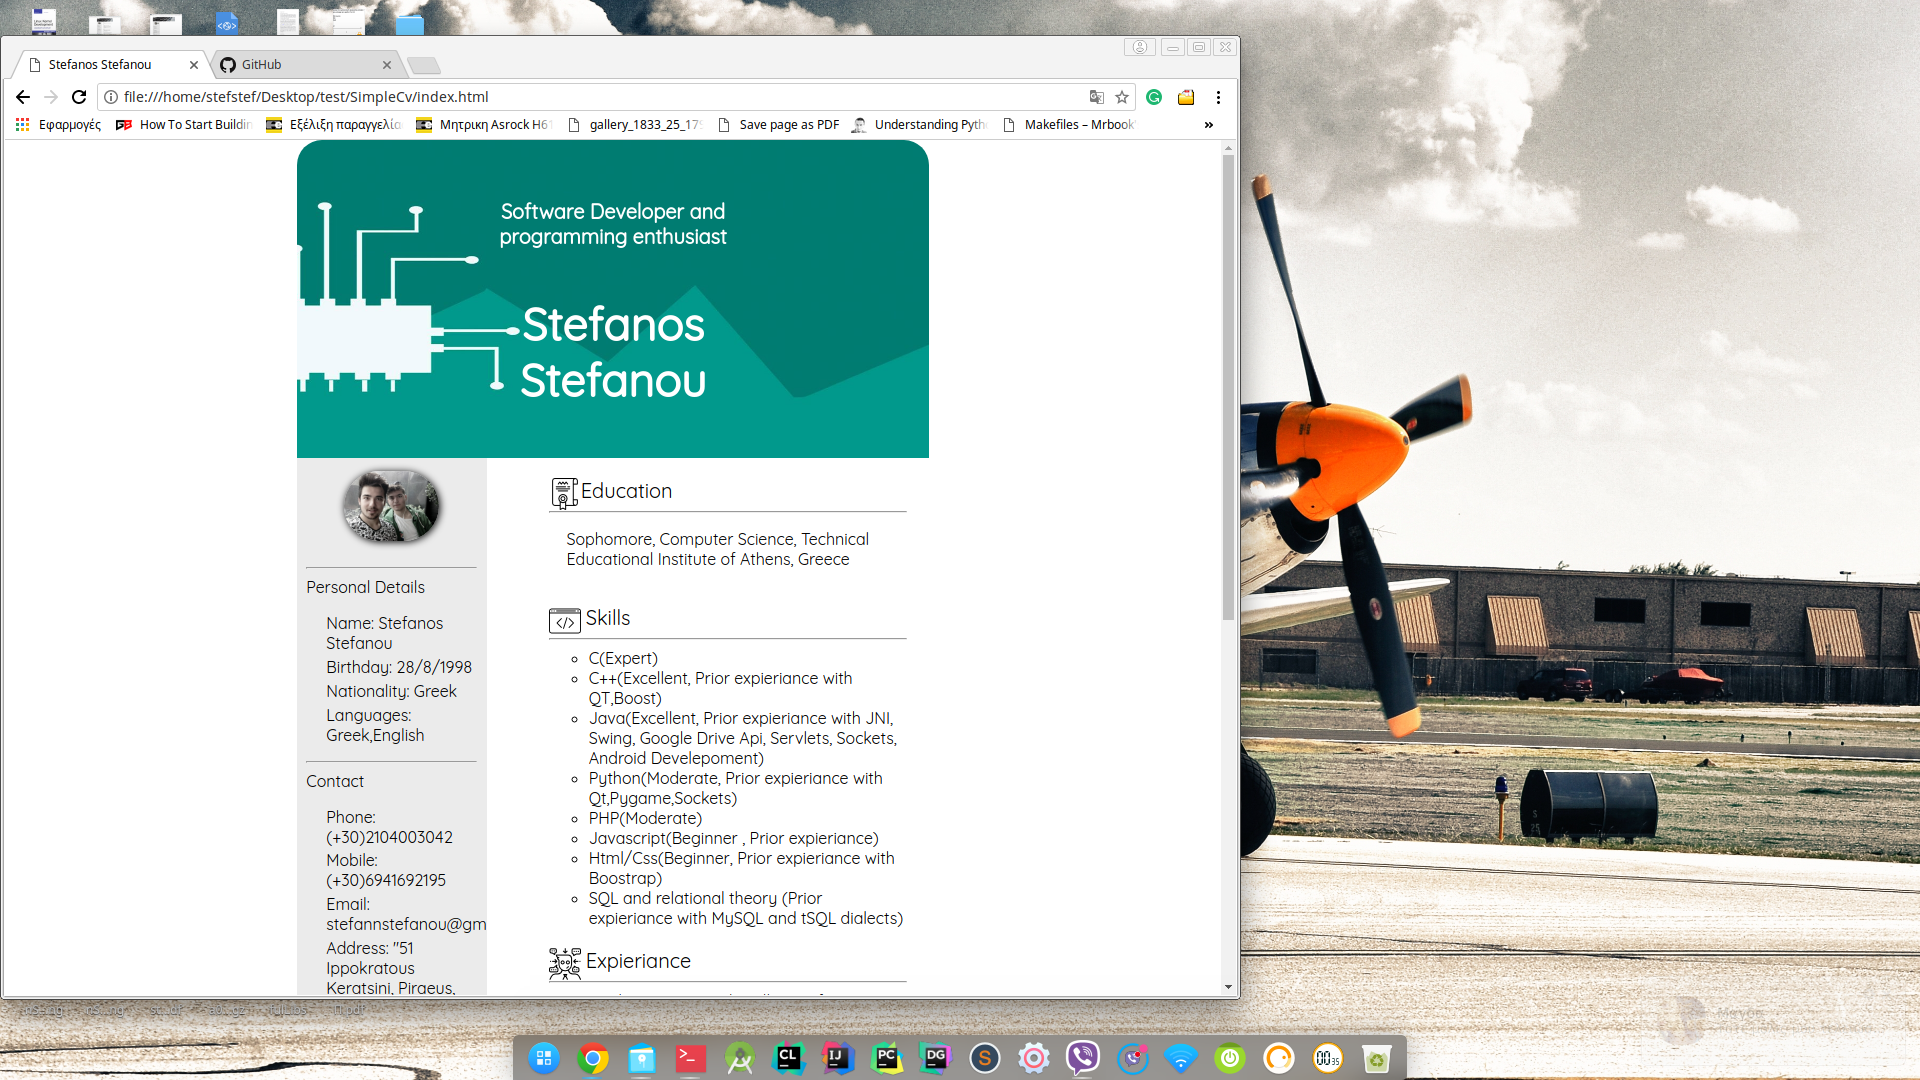 Stefanos Stefanou
GitHub
file:///home/stefstef/Desktop/test/SimpleCv/index.html
Εφαρμογές
How To Start Buildin
Εξέλιξη παραγγελία
Μητρικη Asrock H61
gallery_1833_25_179
Save page as PDF
Understanding Pyth
Makefiles – Mrbook'
»
Software Developer and
programming enthusiast
Stefanos
Stefanou
Personal Details
Name: Stefanos
Stefanou
Birthday: 28/8/1998
Nationality: Greek
Languages:
Greek,English
Contact
Phone:
(+30)2104003042
Mobile:
(+30)6941692195
Email:
stefannstefanou@gm
Address: "51
Ippokratous
Keratsini, Piraeus,
Education
Sophomore, Computer Science, Technical
Educational Institute of Athens, Greece
Skills
C(Expert)
C++(Excellent, Prior expieriance with
QT,Boost)
Java(Excellent, Prior expieriance with JNI,
Swing, Google Drive Api, Servlets, Sockets,
Android Develepoment)
Python(Moderate, Prior expieriance with
Qt,Pygame,Sockets)
PHP(Moderate)
Javascript(Beginner , Prior expieriance)
Html/Css(Beginner, Prior expieriance with
Boostrap)
SQL and relational theory (Prior
expieriance with MySQL and tSQL dialects)
Expieriance
CL
IJ
PC
DG
S
00:35